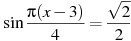 sin π(x − 3)/4 = √2/2